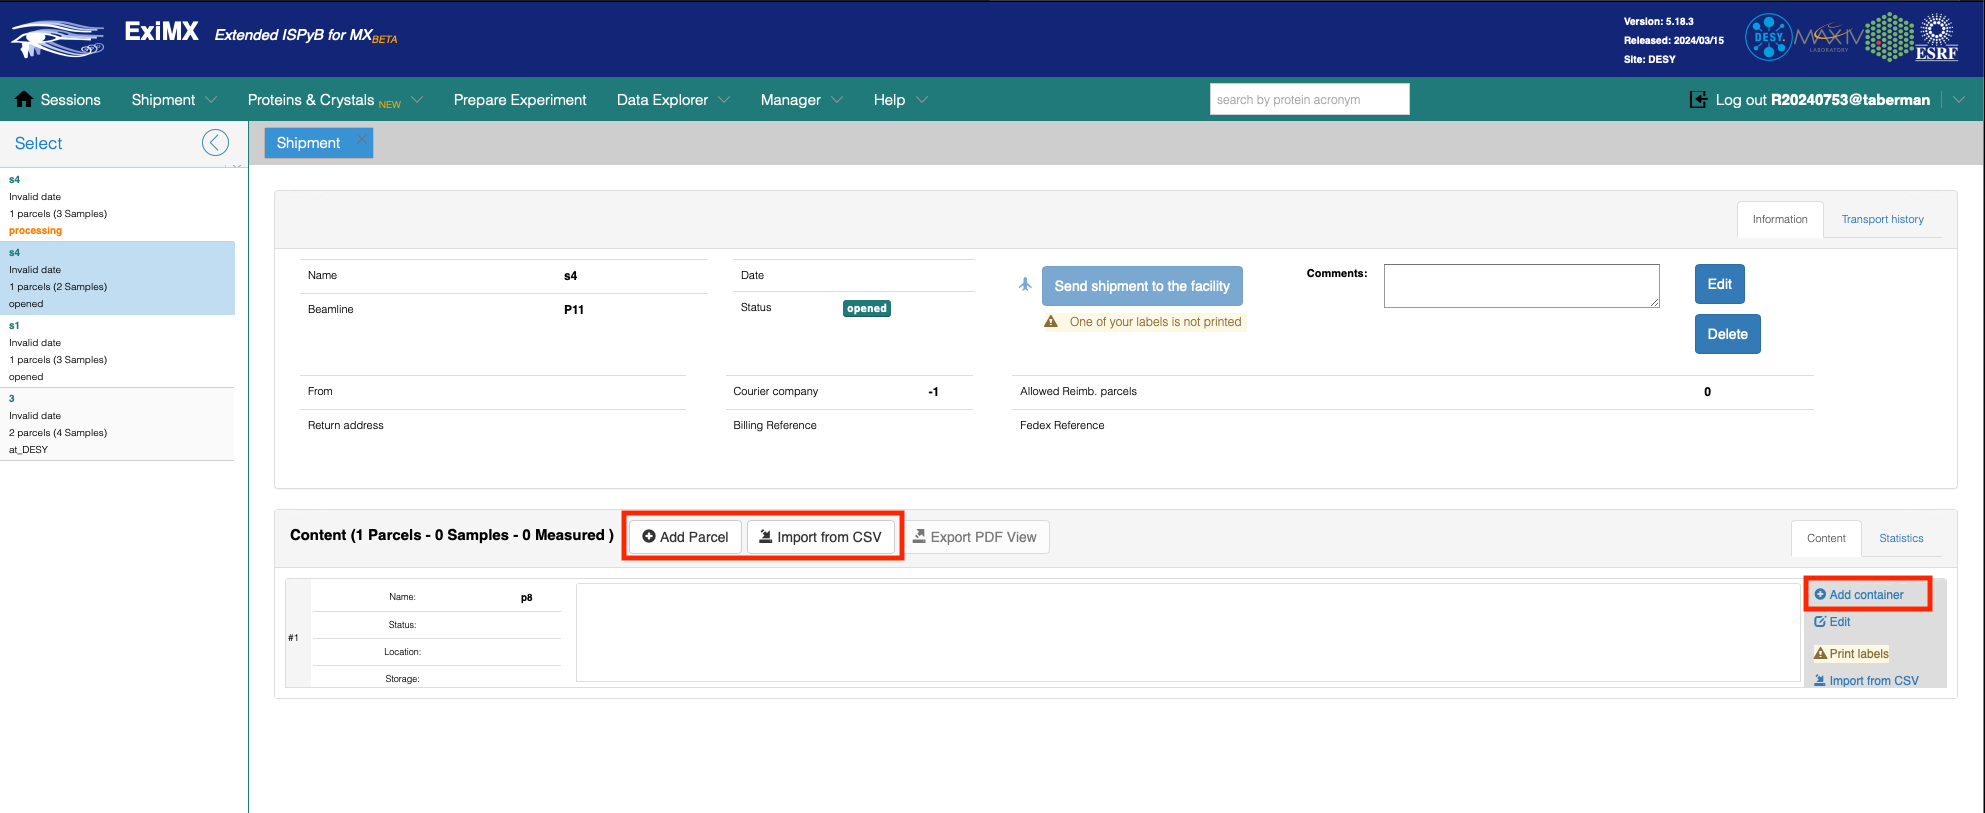 ExiMX Extended ISPyB for MX BETA
Version: 5.18.3
Released: 2024/03/15
Site: DESY
DESY.
MAXIV
LABORATORY
ESRF
Sessions Shipment Proteins & Crystals NEW Prepare Experiment Data Explorer Manager Help search by protein acronym Log out R20240753@taberman
Select
s4
Invalid date
1 parcels (3 Samples)
processing
s4
Invalid date
1 parcels (2 Samples)
opened
s1
Invalid date
1 parcels (3 Samples)
opened
3
Invalid date
2 parcels (4 Samples)
at_DESY
Shipment
Information Transport history
Name s4
Beamline P11
Date
Status opened
Send shipment to the facility
One of your labels is not printed
Comments:
Edit
Delete
From
Return address
Courier company -1
Billing Reference
Allowed Reimb. parcels 0
Fedex Reference
Content (1 Parcels - 0 Samples - 0 Measured ) Add Parcel Import from CSV Export PDF View
Content Statistics
#1
Name: p8
Status:
Location:
Storage:
Add container
Edit
Print labels
Import from CSV